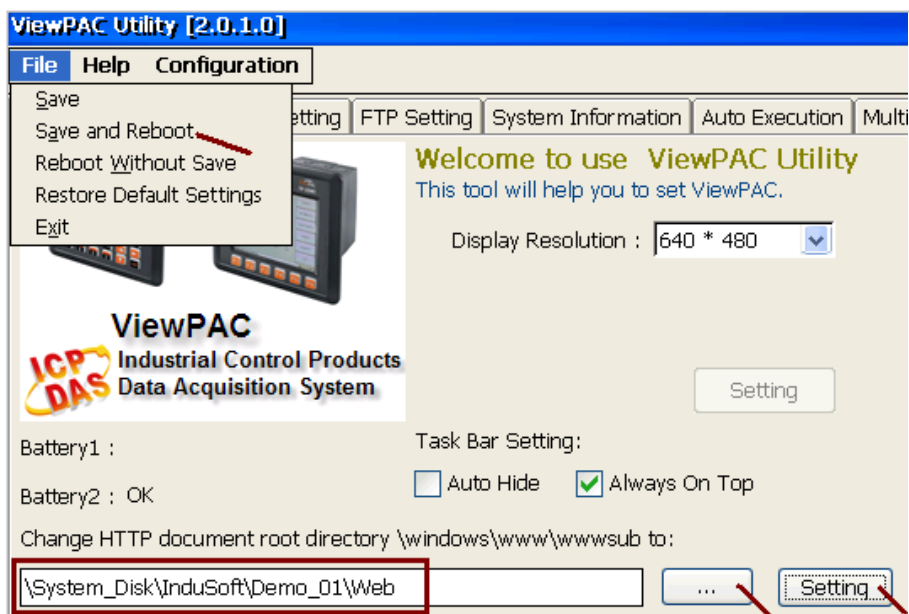 ViewPAC Utility [2.0.1.0]
File Help Configuration
Save
Save and Reboot
Reboot Without Save
Restore Default Settings
Exit
etting FTP Setting System Information Auto Execution Multi
Welcome to use ViewPAC Utility
This tool will help you to set ViewPAC.
Display Resolution : 640 * 480
ViewPAC
ICP DAS
Industrial Control Products
Data Acquisition System
Setting
Battery1 :
Task Bar Setting:
Battery2 : OK
Auto Hide Always On Top
Change HTTP document root directory \windows\www\wwwsub to:
\System_Disk\InduSoft\Demo_01\Web ... Setting